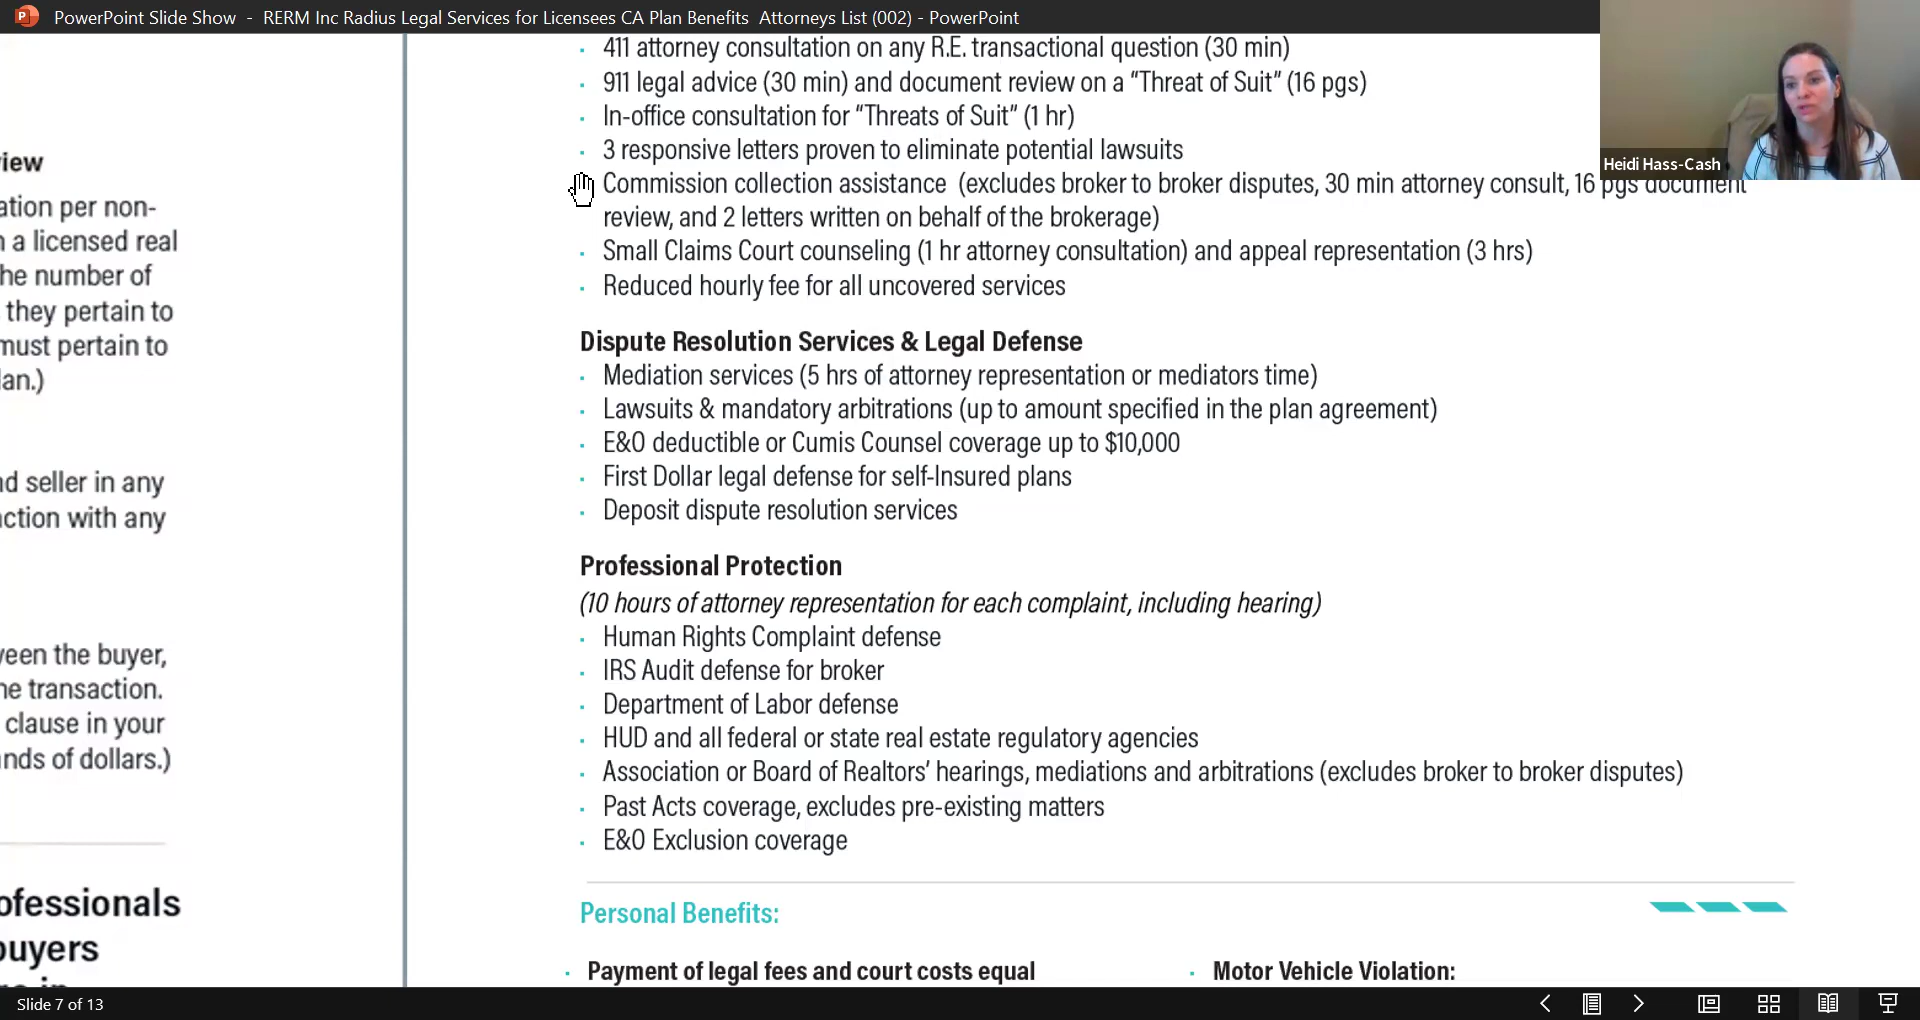 PowerPoint Slide Show - RERM Inc Radius Legal Services for Licensees CA Plan Benefits Attorneys List (002) - PowerPoint
Heidi Hass-Cash
iew
ation per non-
a licensed real
he number of
they pertain to
must pertain to
lan.)
nd seller in any
action with any
ween the buyer,
he transaction.
clause in your
nds of dollars.)
ofessionals
buyers
411 attorney consultation on any R.E. transactional question (30 min)
911 legal advice (30 min) and document review on a “Threat of Suit” (16 pgs)
In-office consultation for “Threats of Suit” (1 hr)
3 responsive letters proven to eliminate potential lawsuits
Commission collection assistance (excludes broker to broker disputes, 30 min attorney consult, 16 pgs document
review, and 2 letters written on behalf of the brokerage)
Small Claims Court counseling (1 hr attorney consultation) and appeal representation (3 hrs)
Reduced hourly fee for all uncovered services
Dispute Resolution Services & Legal Defense
Mediation services (5 hrs of attorney representation or mediators time)
Lawsuits & mandatory arbitrations (up to amount specified in the plan agreement)
E&O deductible or Cumis Counsel coverage up to $10,000
First Dollar legal defense for self-Insured plans
Deposit dispute resolution services
Professional Protection
(10 hours of attorney representation for each complaint, including hearing)
Human Rights Complaint defense
IRS Audit defense for broker
Department of Labor defense
HUD and all federal or state real estate regulatory agencies
Association or Board of Realtors’ hearings, mediations and arbitrations (excludes broker to broker disputes)
Past Acts coverage, excludes pre-existing matters
E&O Exclusion coverage
Personal Benefits:
Payment of legal fees and court costs equal
Motor Vehicle Violation:
Slide 7 of 13